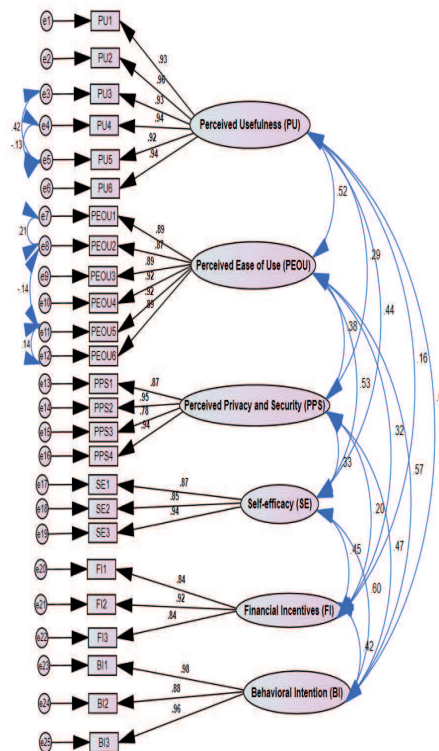 e1 PU1
.93
e2 PU2
.96
e3 PU3
.93
e4 PU4
.94
.42
-.13
Perceived Usefulness (PU)
e5 PU5
.92
e6 PU6
.94
.52
e7 PEOU1
.89
.21
e8 PEOU2
.87
.29
e9 PEOU3
.89
Perceived Ease of Use (PEOU)
-.14
e10 PEOU4
.92
.44
e11 PEOU5
.92
.38
.14
e12 PEOU6
.89
.16
e13 PPS1
.87
.53
e14 PPS2
.95
Perceived Privacy and Security (PPS)
e15 PPS3
.78
.32
e16 PPS4
.94
.57
.33
e17 SE1
.87
e18 SE2
.85
Self-efficacy (SE)
.20
e19 SE3
.94
.47
.45
e20 FI1
.84
.60
e21 FI2
.92
Financial Incentives (FI)
e22 FI3
.84
.42
e23 BI1
.98
e24 BI2
.88
Behavioral Intention (BI)
e25 BI3
.96